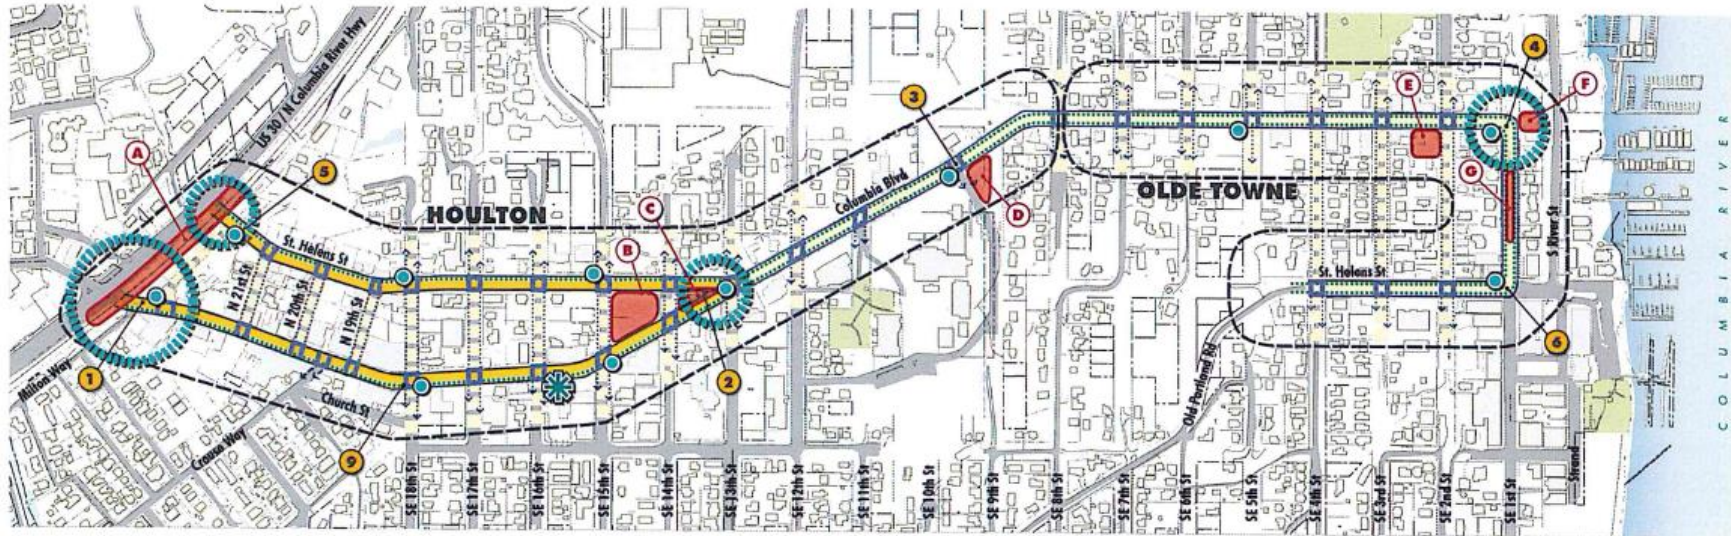 4
3
E
F
US 30 / N Columbia River Hwy
A
5
G
HOULTON
C
Columbia Blvd
OLDE TOWNE
D
St. Helens St
B
S River St
COLUMBIA RIVER
N 21st St
N 20th St
N 19th St
St. Helens St
Milton Way
1
2
6
Church St
Old Portland Rd
Crouse Way
9
SE 18th St
SE 17th St
SE 16th St
SE 15th St
SE 14th St
SE 13th St
SE 12th St
SE 11th St
SE 10th St
SE 9th St
SE 8th St
SE 7th St
SE 6th St
SE 5th St
SE 3rd St
SE 2nd St
SE 1st St
Strand